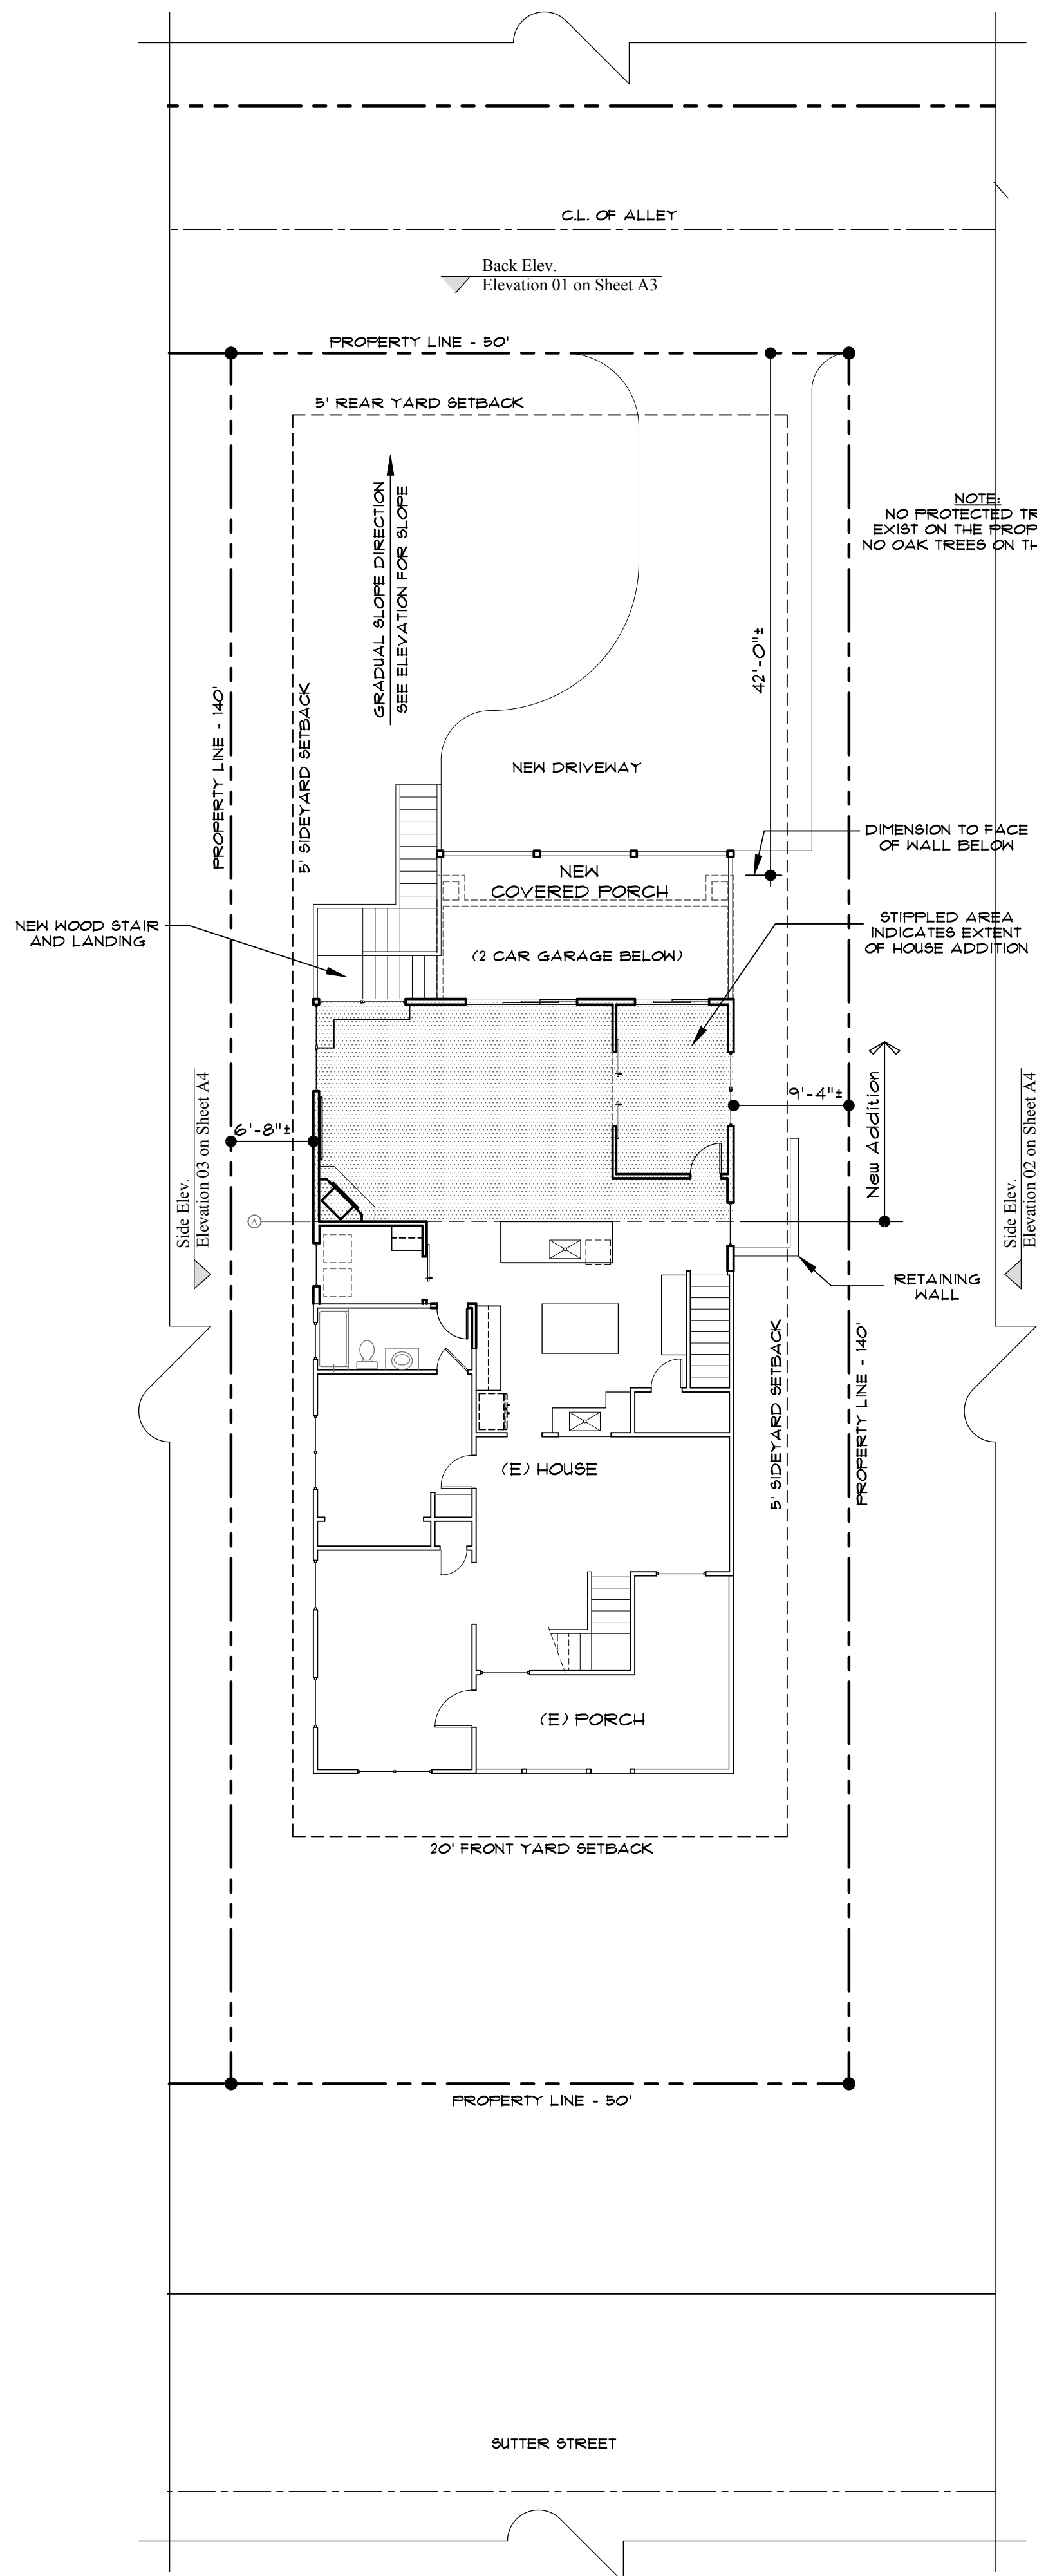 C.L. OF ALLEY
Back Elev.
Elevation 01 on Sheet A3
PROPERTY LINE - 50'
5' REAR YARD SETBACK
GRADUAL SLOPE DIRECTION
SEE ELEVATION FOR SLOPE
NOTE:
NO PROTECTED TR
EXIST ON THE PROP
NO OAK TREES ON TH
42'-0"±
PROPERTY LINE - 140'
5' SIDEYARD SETBACK
NEW DRIVEWAY
DIMENSION TO FACE
OF WALL BELOW
NEW
COVERED PORCH
NEW WOOD STAIR
AND LANDING
(2 CAR GARAGE BELOW)
STIPPLED AREA
INDICATES EXTENT
OF HOUSE ADDITION
Side Elev.
Elevation 03 on Sheet A4
6'-8"±
9'-4"±
New Addition
Side Elev.
Elevation 02 on Sheet A4
A
RETAINING
WALL
5' SIDEYARD SETBACK
PROPERTY LINE - 140'
(E) HOUSE
(E) PORCH
20' FRONT YARD SETBACK
PROPERTY LINE - 50'
SUTTER STREET